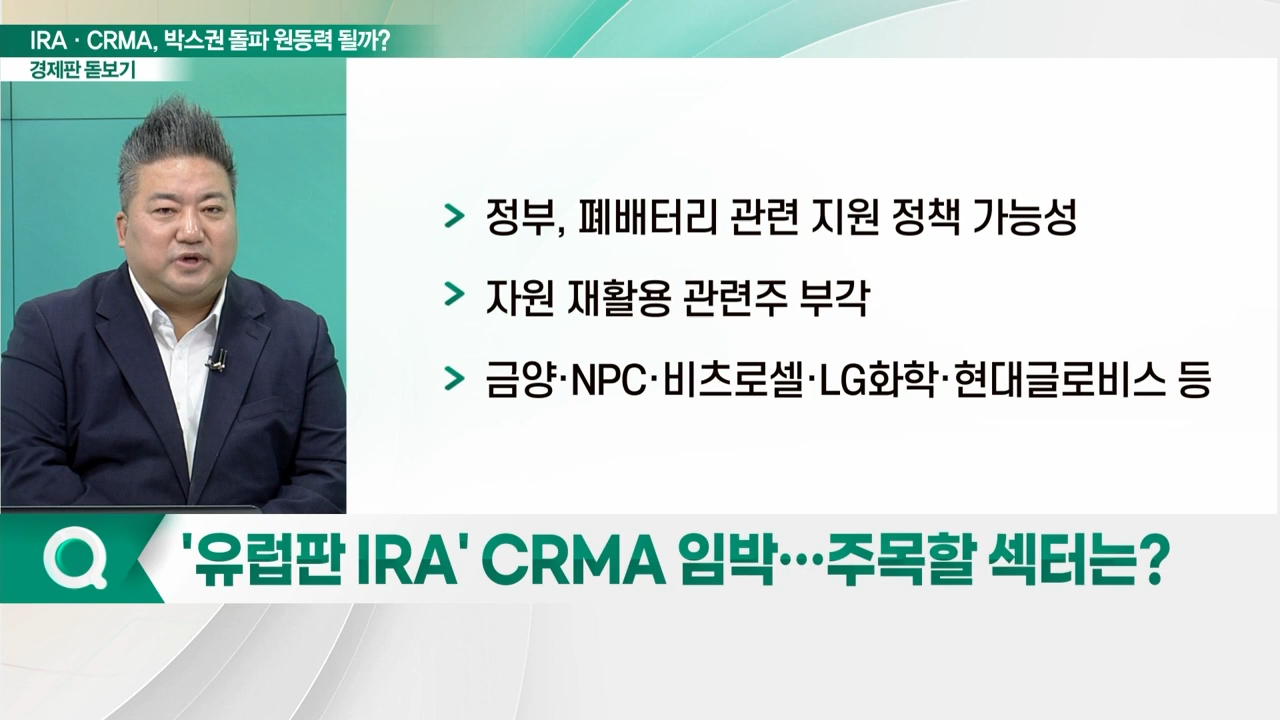 IRA · CRMA, 박스권 돌파 원동력 될까?
경제판 돋보기
> 정부, 폐배터리 관련 지원 정책 가능성
> 자원 재활용 관련주 부각
> 금양·NPC·비츠로셀·LG화학·현대글로비스 등
Q '유럽판 IRA' CRMA 임박…주목할 섹터는?